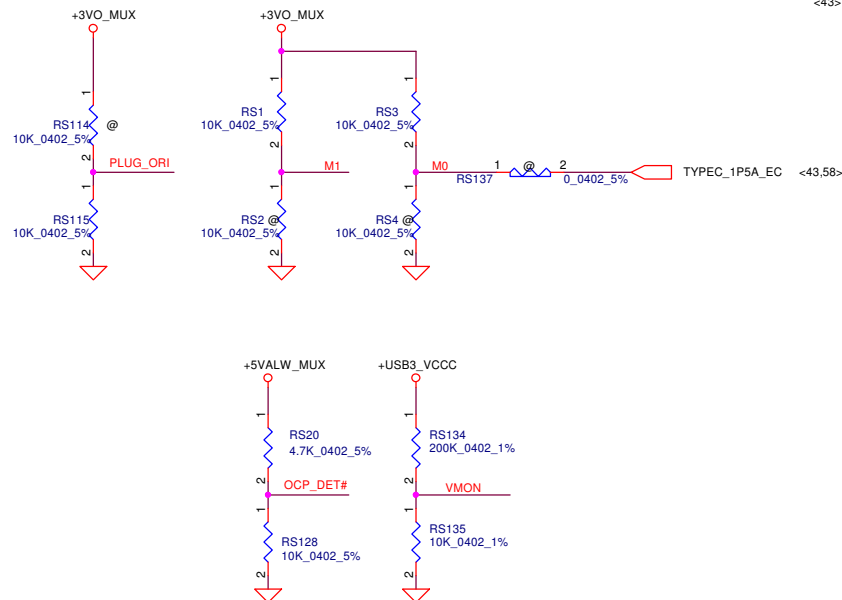 <43>
+3VO_MUX
+3VO_MUX
1
1
1
RS114 @
10K_0402_5%
RS1
10K_0402_5%
RS3
10K_0402_5%
2
2
2
PLUG_ORI
M1
M0
1 @ 2
RS137
0_0402_5%
TYPEC_1P5A_EC <43,58>
1
1
1
RS115
10K_0402_5%
RS2 @
10K_0402_5%
RS4 @
10K_0402_5%
2
2
2
+5VALW_MUX
+USB3_VCCC
1
1
RS20
4.7K_0402_5%
RS134
200K_0402_1%
2
2
OCP_DET#
VMON
1
1
RS128
10K_0402_5%
RS135
10K_0402_1%
2
2